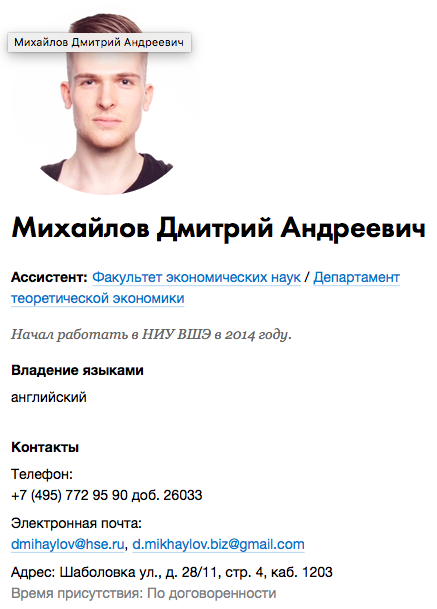 Михайлов Дмитрий Андреевич
Михайлов Дмитрий Андреевич
Ассистент: Факультет экономических наук / Департамент
теоретической экономики
Начал работать в НИУ ВШЭ в 2014 году.
Владение языками
английский
Контакты
Телефон:
+7 (495) 772 95 90 доб. 26033
Электронная почта:
dmihaylov@hse.ru, d.mikhaylov.biz@gmail.com
Адрес: Шаболовка ул., д. 28/11, стр. 4, каб. 1203
Время присутствия: По договоренности